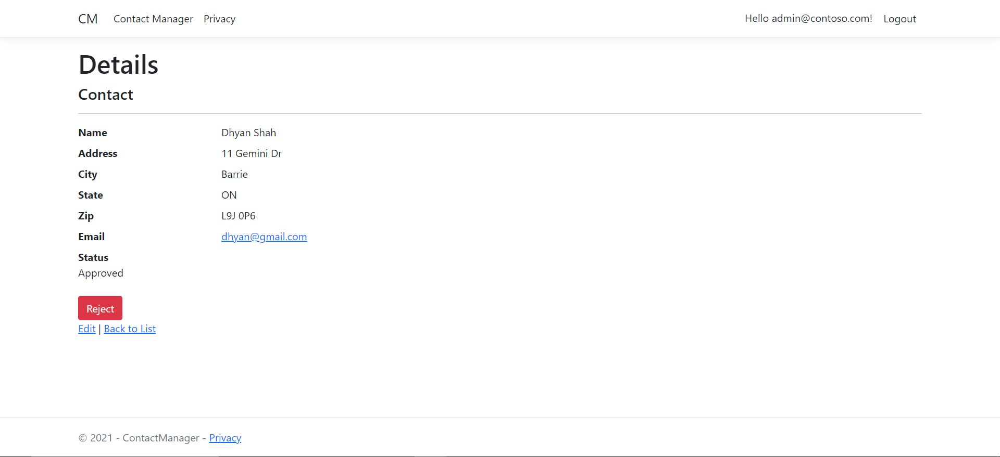 CM Contact Manager Privacy Hello admin@contoso.com! Logout
Details
Contact
Name Dhyan Shah
Address 11 Gemini Dr
City Barrie
State ON
Zip L9J 0P6
Email dhyan@gmail.com
Status
Approved
Reject
Edit | Back to List
© 2021 - ContactManager - Privacy